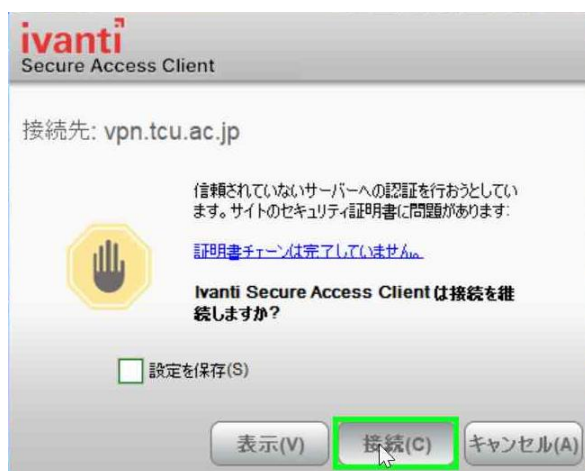 ivanti
Secure Access Client
接続先: vpn.tcu.ac.jp
信頼されていないサーバーへの認証を行おうとしてい
ます。サイトのセキュリティ証明書に問題があります:
証明書チェーンは完了していません。
Ivanti Secure Access Client は接続を継
続しますか?
設定を保存(S)
表示(V) 接続(C) キャンセル(A)